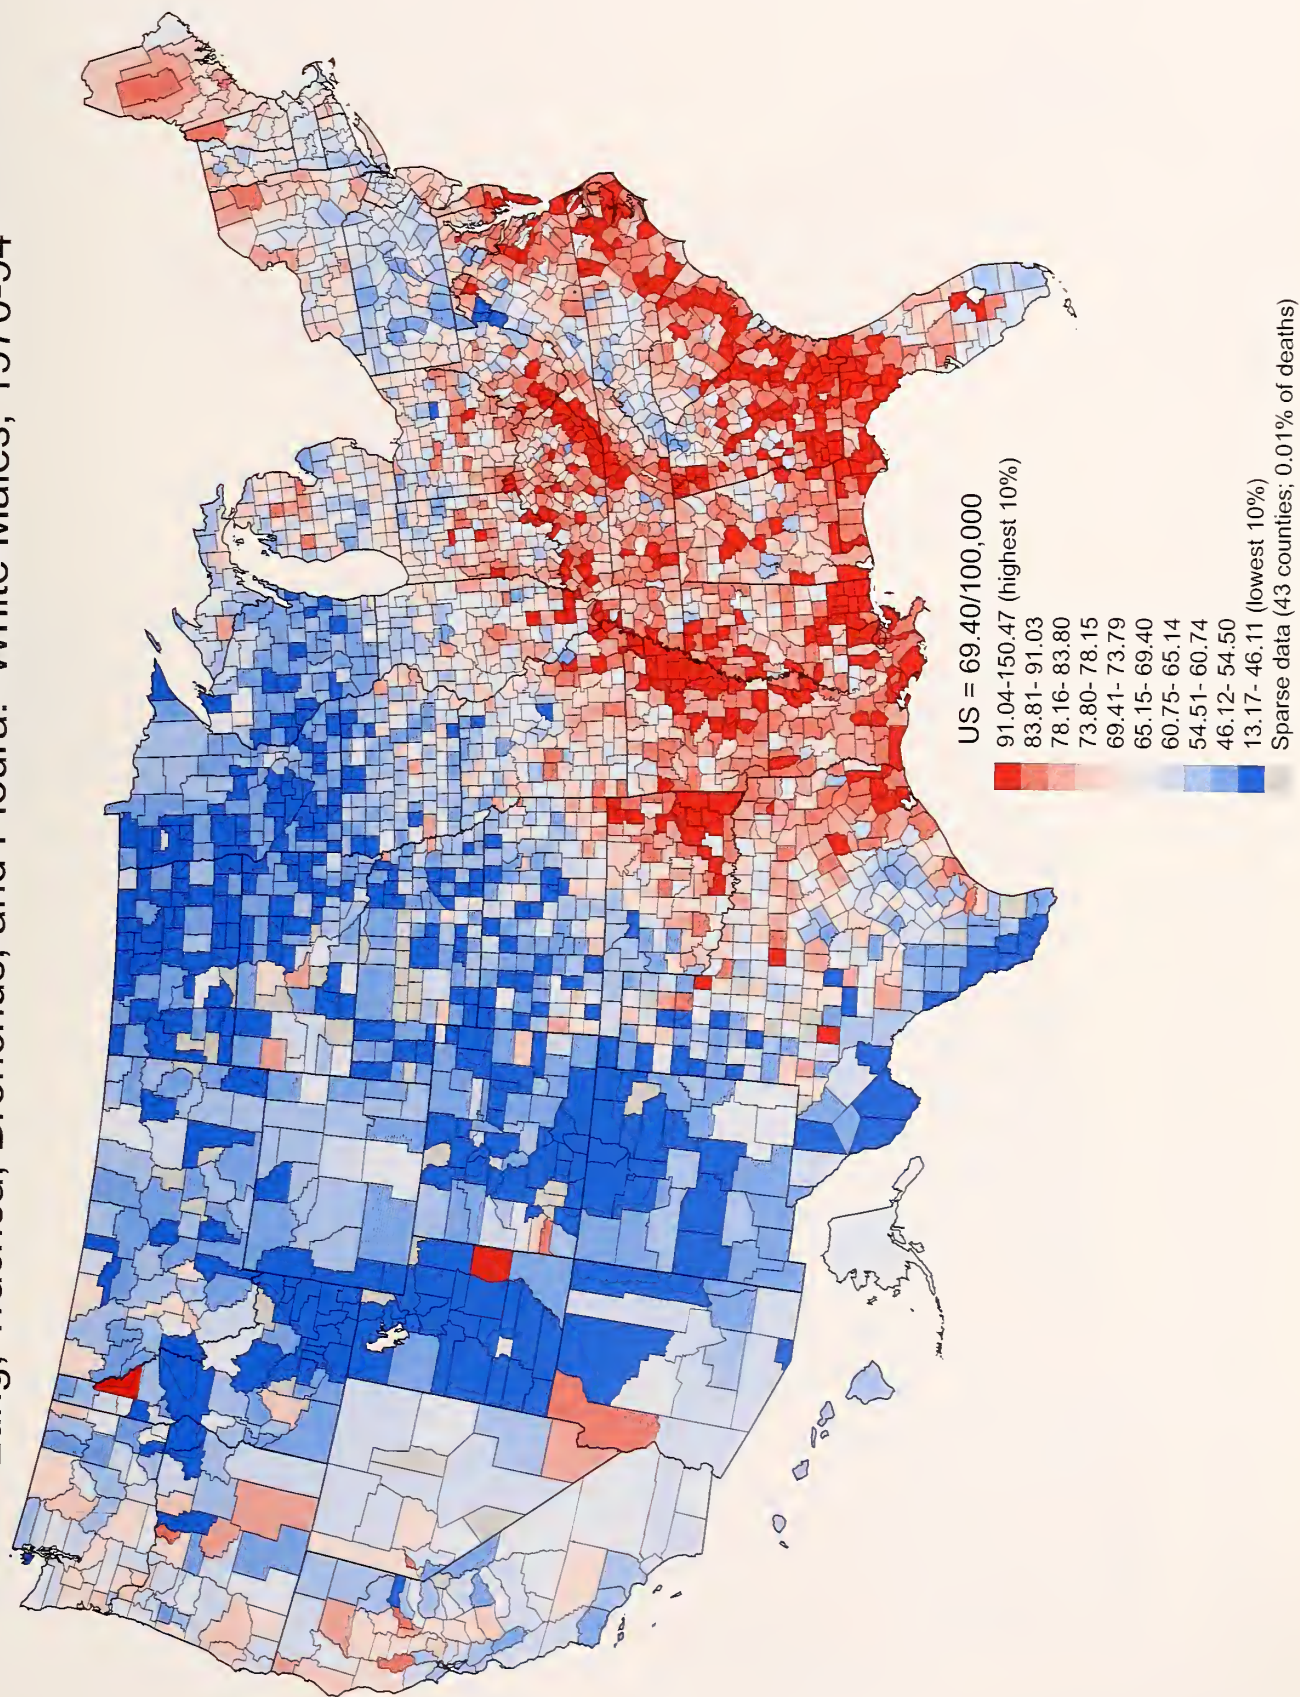 US = 69.40/100,000
91.04-150.47 (highest 10%)
83.81- 91.03
78.16- 83.80
73.80- 78.15
69.41- 73.79
65.15- 69.40
60.75- 65.14
54.51- 60.74
46.12- 54.50
13.17- 46.11 (lowest 10%)
Sparse data (43 counties; 0.01% of deaths)